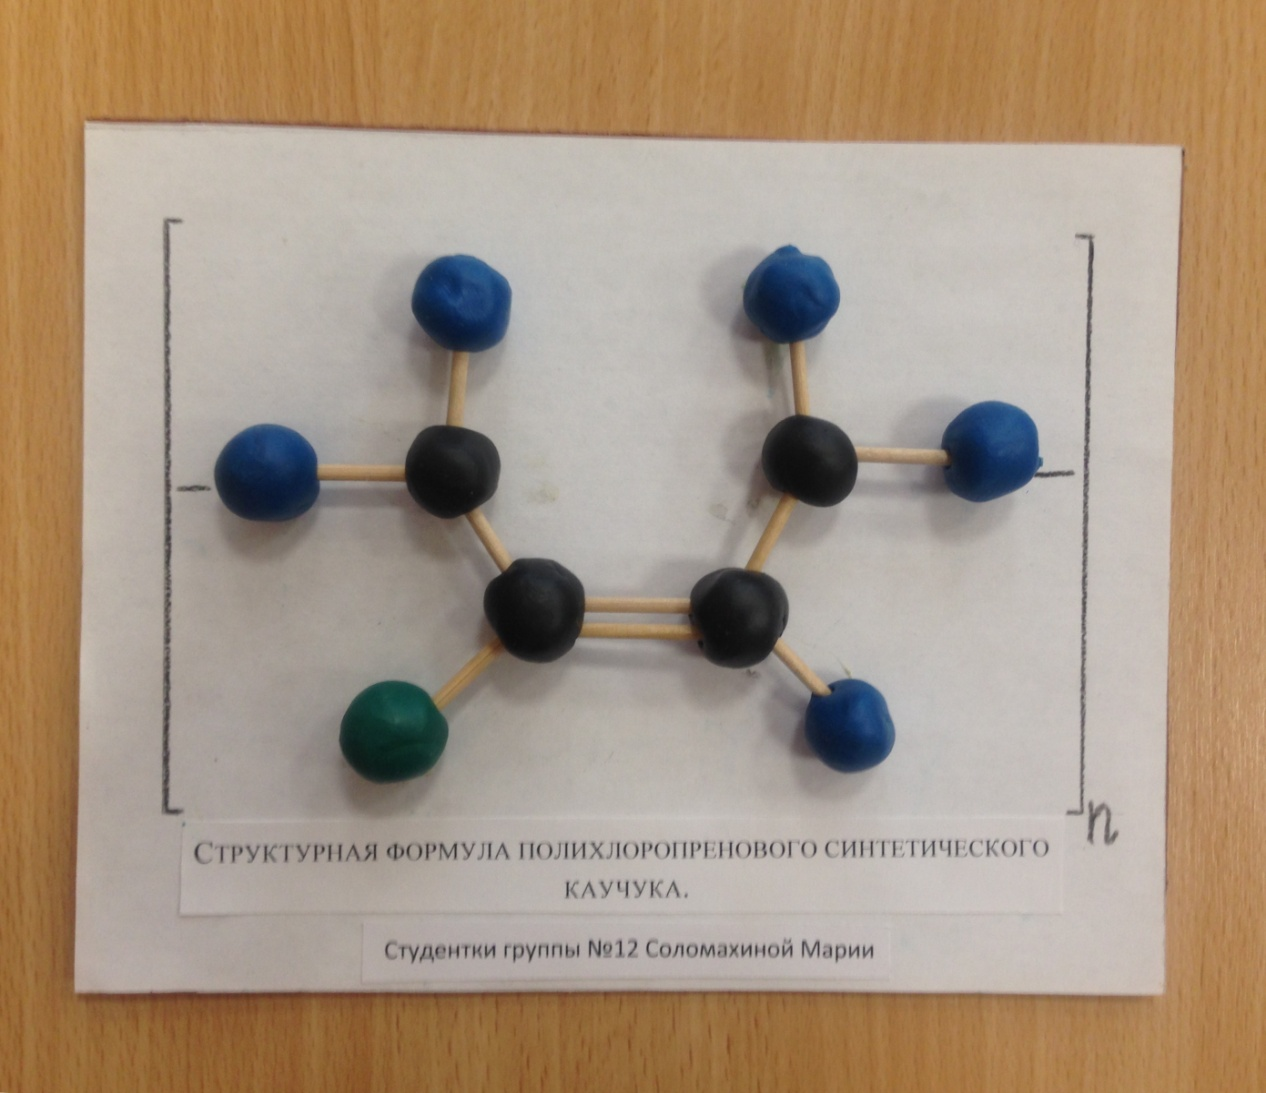 n
СТРУКТУРНАЯ ФОРМУЛА ПОЛИХЛОРОПРЕНОВОГО СИНТЕТИЧЕСКОГО
КАУЧУКА.
Студентки группы №12 Соломахиной Марии